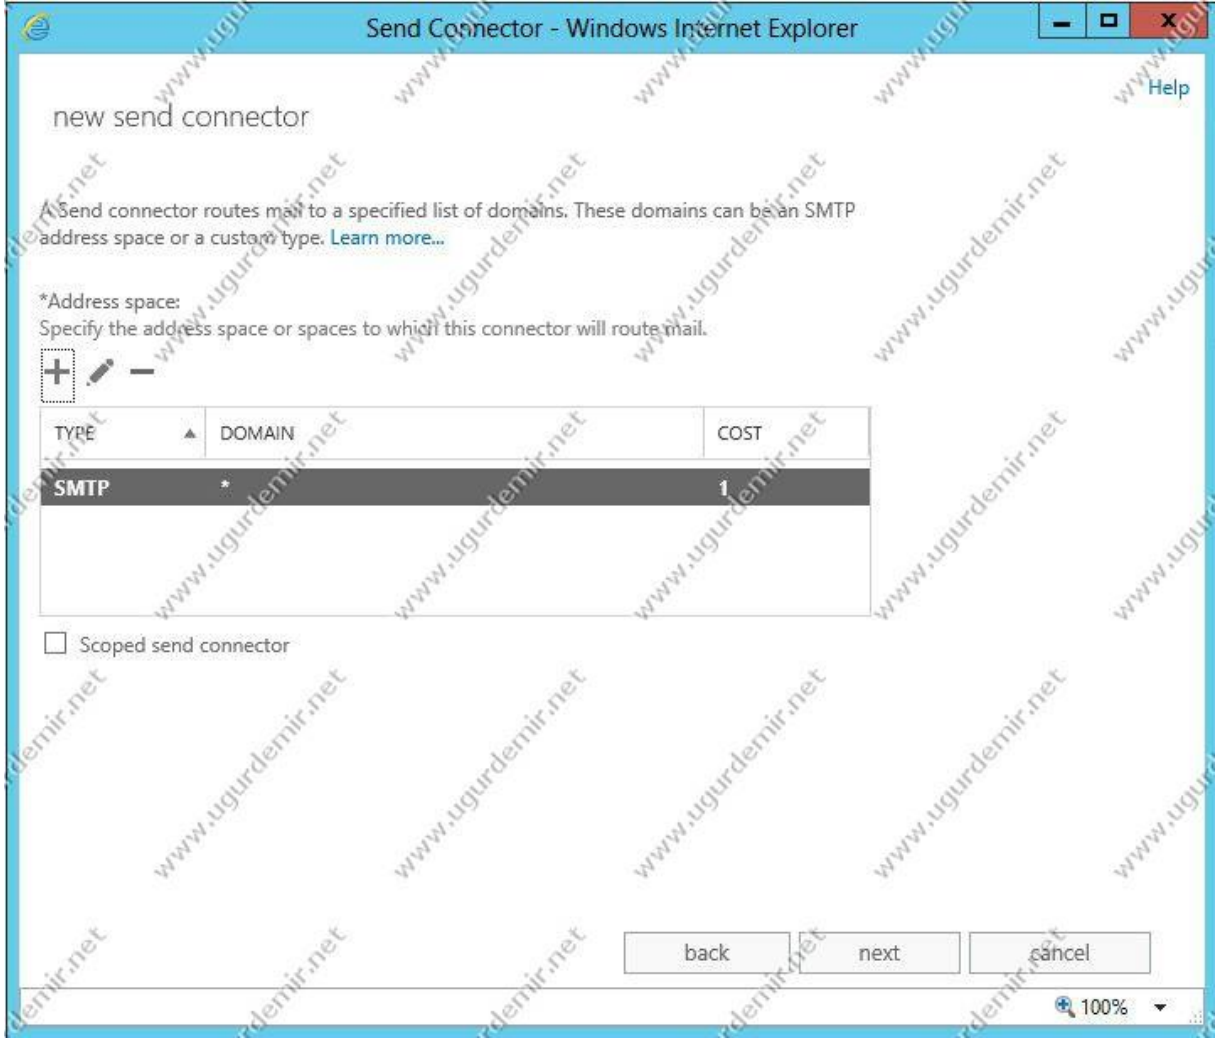 Send Connector - Windows Internet Explorer
Help
new send connector
A Send connector routes mail to a specified list of domains. These domains can be an SMTP
address space or a custom type. Learn more...
*Address space:
Specify the address space or spaces to which this connector will route mail.
TYPE DOMAIN COST
SMTP * 1
Scoped send connector
back next cancel
100%
www.ugurdemir.net